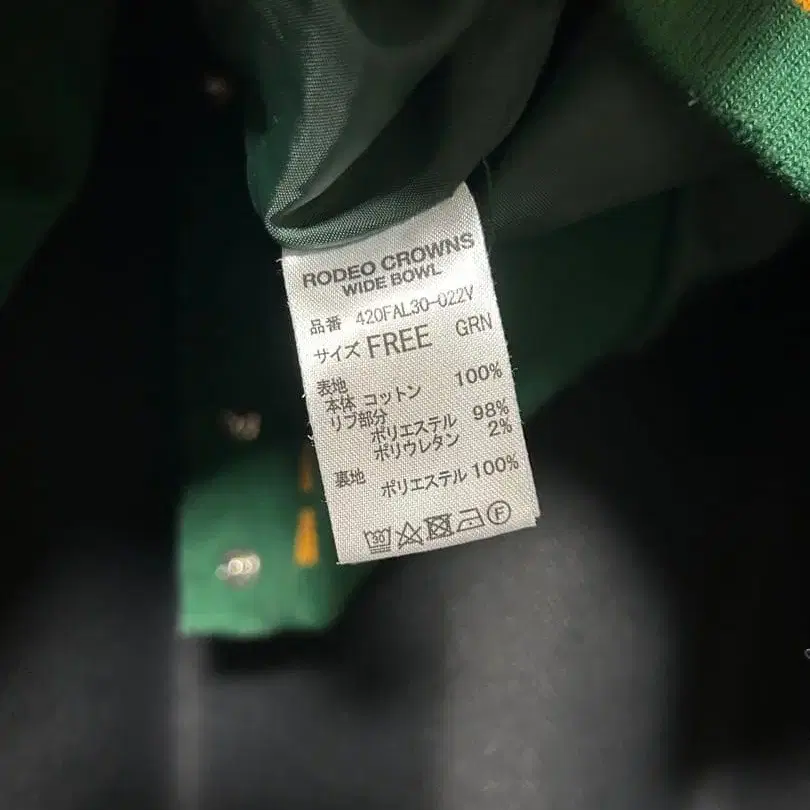 RODEO CROWNS
WIDE BOWL
品番 420FAL30-022V
サイズ FREE GRN
表地
本体 コットン 100%
リブ部分
ポリエステル 98%
ポリウレタン 2%
裏地 ポリエステル 100%
30 F